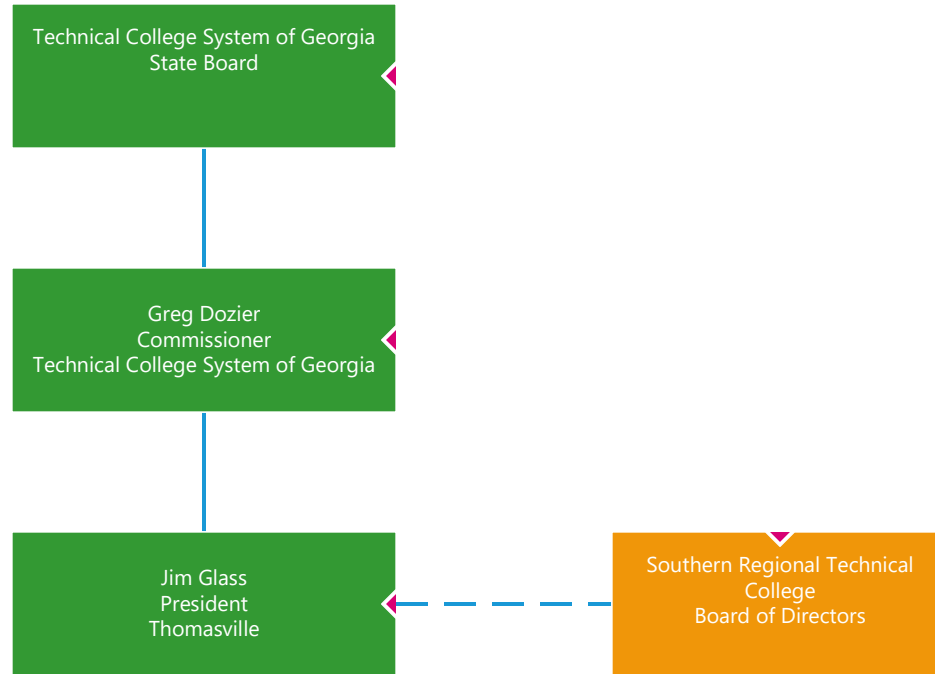 Technical College System of Georgia
State Board
Greg Dozier
Commissioner
Technical College System of Georgia
Jim Glass
President
Thomasville
Southern Regional Technical
College
Board of Directors